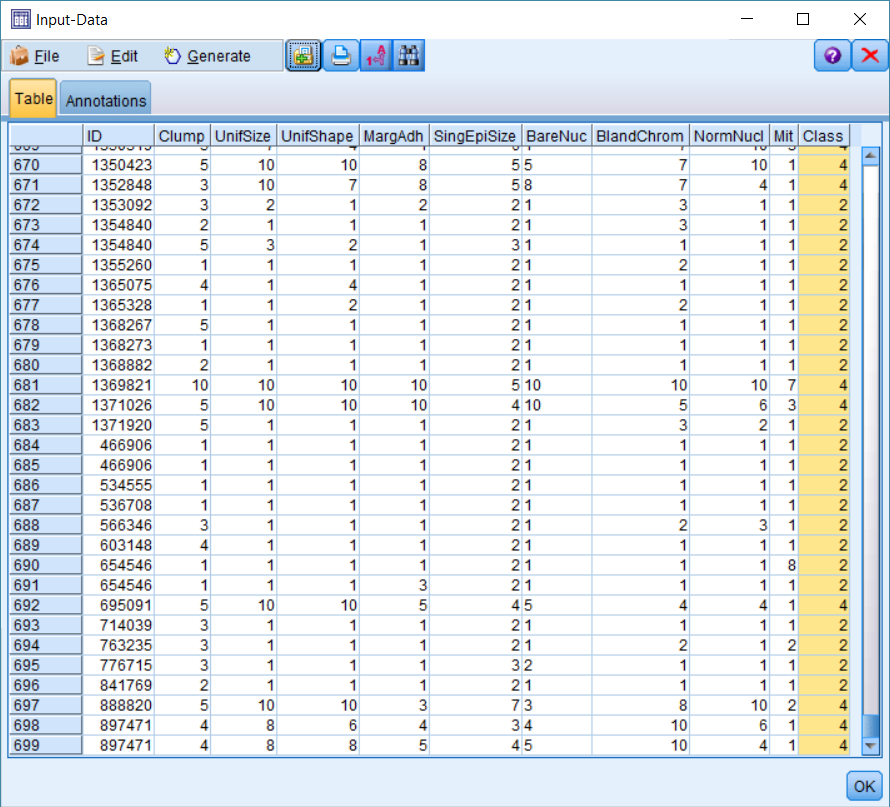 Input-Data
File Edit Generate
Table Annotations
ID Clump UnifSize UnifShape MargAdh SingEpiSize BareNuc BlandChrom NormNucl Mit Class
670 1350423 5 10 10 8 5 5 7 10 1 4
671 1352848 3 10 7 8 5 8 7 4 1 4
672 1353092 3 2 1 2 2 1 3 1 1 2
673 1354840 2 1 1 1 2 1 3 1 1 2
674 1354840 5 3 2 1 3 1 1 1 1 2
675 1355260 1 1 1 1 2 1 2 1 1 2
676 1365075 4 1 4 1 2 1 1 1 1 2
677 1365328 1 1 2 1 2 1 2 1 1 2
678 1368267 5 1 1 1 2 1 1 1 1 2
679 1368273 1 1 1 1 2 1 1 1 1 2
680 1368882 2 1 1 1 2 1 1 1 1 2
681 1369821 10 10 10 10 5 10 10 10 7 4
682 1371026 5 10 10 10 4 10 5 6 3 4
683 1371920 5 1 1 1 2 1 3 2 1 2
684 466906 1 1 1 1 2 1 1 1 1 2
685 466906 1 1 1 1 2 1 1 1 1 2
686 534555 1 1 1 1 2 1 1 1 1 2
687 536708 1 1 1 1 2 1 1 1 1 2
688 566346 3 1 1 1 2 1 2 3 1 2
689 603148 4 1 1 1 2 1 1 1 1 2
690 654546 1 1 1 1 2 1 1 1 8 2
691 654546 1 1 1 3 2 1 1 1 1 2
692 695091 5 10 10 5 4 5 4 4 1 4
693 714039 3 1 1 1 2 1 1 1 1 2
694 763235 3 1 1 1 2 1 2 1 2 2
695 776715 3 1 1 1 3 2 1 1 1 2
696 841769 2 1 1 1 2 1 1 1 1 2
697 888820 5 10 10 3 7 3 8 10 2 4
698 897471 4 8 6 4 3 4 10 6 1 4
699 897471 4 8 8 5 4 5 10 4 1 4
OK